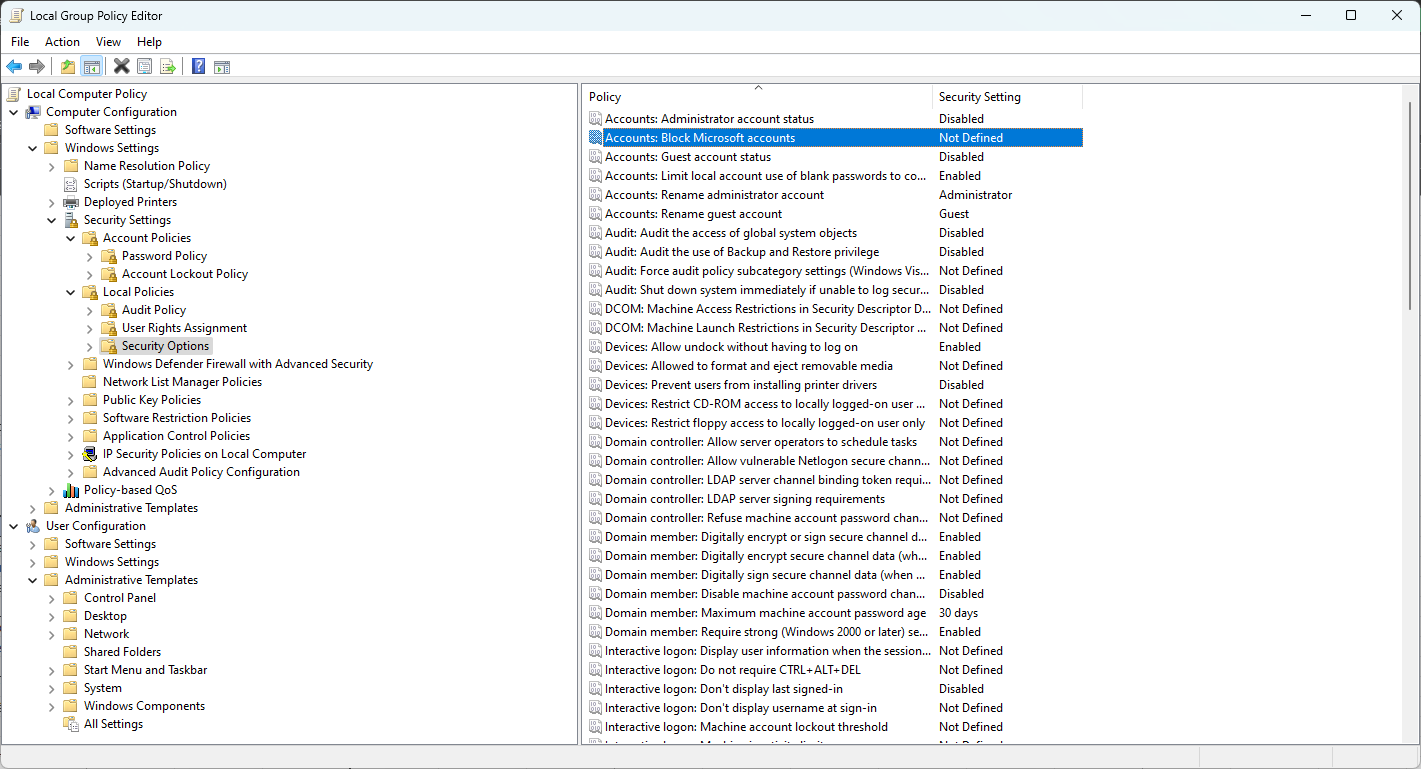 Local Group Policy Editor
File Action View Help
Local Computer Policy
Computer Configuration
Software Settings
Windows Settings
Name Resolution Policy
Scripts (Startup/Shutdown)
Deployed Printers
Security Settings
Account Policies
Password Policy
Account Lockout Policy
Local Policies
Audit Policy
User Rights Assignment
Security Options
Windows Defender Firewall with Advanced Security
Network List Manager Policies
Public Key Policies
Software Restriction Policies
Application Control Policies
IP Security Policies on Local Computer
Advanced Audit Policy Configuration
Policy-based QoS
Administrative Templates
User Configuration
Software Settings
Windows Settings
Administrative Templates
Control Panel
Desktop
Network
Shared Folders
Start Menu and Taskbar
System
Windows Components
All Settings
Policy Security Setting
Accounts: Administrator account status Disabled
Accounts: Block Microsoft accounts Not Defined
Accounts: Guest account status Disabled
Accounts: Limit local account use of blank passwords to co... Enabled
Accounts: Rename administrator account Administrator
Accounts: Rename guest account Guest
Audit: Audit the access of global system objects Disabled
Audit: Audit the use of Backup and Restore privilege Disabled
Audit: Force audit policy subcategory settings (Windows Vis... Not Defined
Audit: Shut down system immediately if unable to log secur... Disabled
DCOM: Machine Access Restrictions in Security Descriptor D... Not Defined
DCOM: Machine Launch Restrictions in Security Descriptor ... Not Defined
Devices: Allow undock without having to log on Enabled
Devices: Allowed to format and eject removable media Not Defined
Devices: Prevent users from installing printer drivers Disabled
Devices: Restrict CD-ROM access to locally logged-on user ... Not Defined
Devices: Restrict floppy access to locally logged-on user only Not Defined
Domain controller: Allow server operators to schedule tasks Not Defined
Domain controller: Allow vulnerable Netlogon secure chann... Not Defined
Domain controller: LDAP server channel binding token requi... Not Defined
Domain controller: LDAP server signing requirements Not Defined
Domain controller: Refuse machine account password chan... Not Defined
Domain member: Digitally encrypt or sign secure channel d... Enabled
Domain member: Digitally encrypt secure channel data (wh... Enabled
Domain member: Digitally sign secure channel data (when ... Enabled
Domain member: Disable machine account password chan... Disabled
Domain member: Maximum machine account password age 30 days
Domain member: Require strong (Windows 2000 or later) se... Enabled
Interactive logon: Display user information when the session... Not Defined
Interactive logon: Do not require CTRL+ALT+DEL Not Defined
Interactive logon: Don't display last signed-in Disabled
Interactive logon: Don't display username at sign-in Not Defined
Interactive logon: Machine account lockout threshold Not Defined